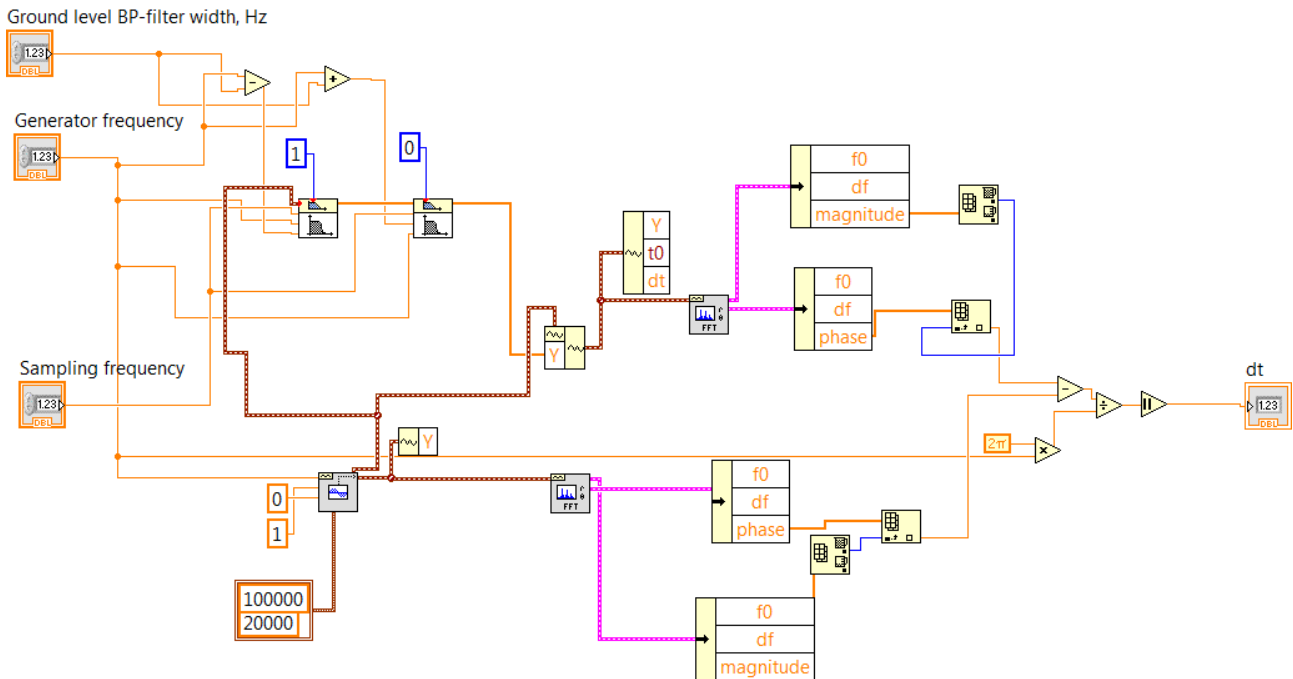 Ground level BP-filter width, Hz
1.23
DBL
Generator frequency
1.23
DBL
-
+
1
0
f0
df
magnitude
Y
t0
dt
f0
df
phase
FFT
Y
Sampling frequency
1.23
DBL
dt
1.23
DBL
-
÷
2π
x
Y
0
1
FFT
f0
df
phase
100000
20000
f0
df
magnitude